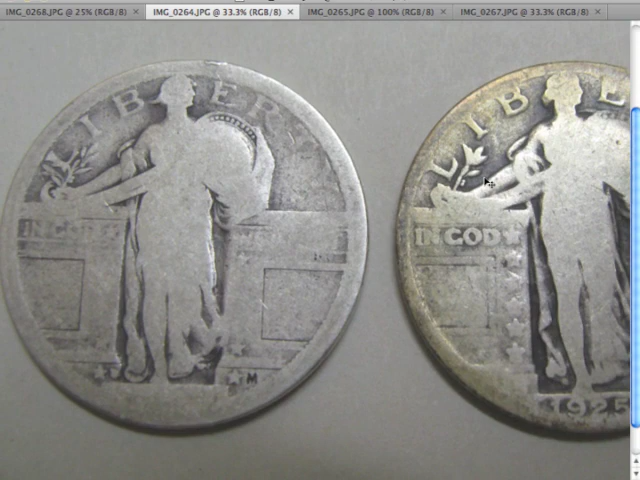 IMG_0268.JPG @ 25% (RGB/8)
IMG_0264.JPG @ 33.3% (RGB/8)
IMG_0265.JPG @ 100% (RGB/8)
IMG_0267.JPG @ 33.3% (RGB/8)
LIBERTY
IN GOD
M
LIBE
IN GOD
1925